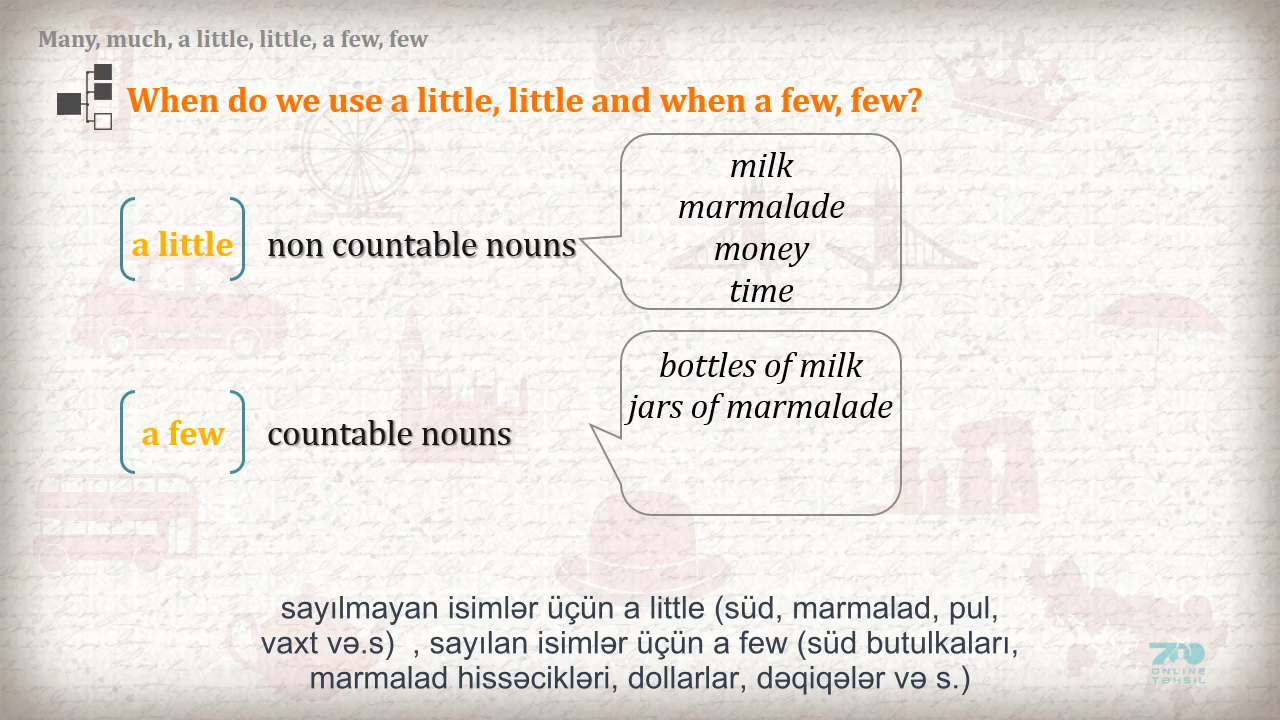 Many, much, a little, little, a few, few
When do we use a little, little and when a few, few?
a little non countable nouns
milk
marmalade
money
time
a few countable nouns
bottles of milk
jars of marmalade
sayılmayan isimlər üçün a little (süd, marmalad, pul,
vaxt və.s)  , sayılan isimlər üçün a few (süd butulkaları,
marmalad hissəcikləri, dollarlar, dəqiqələr və s.)
ONLINE
TƏHSİL